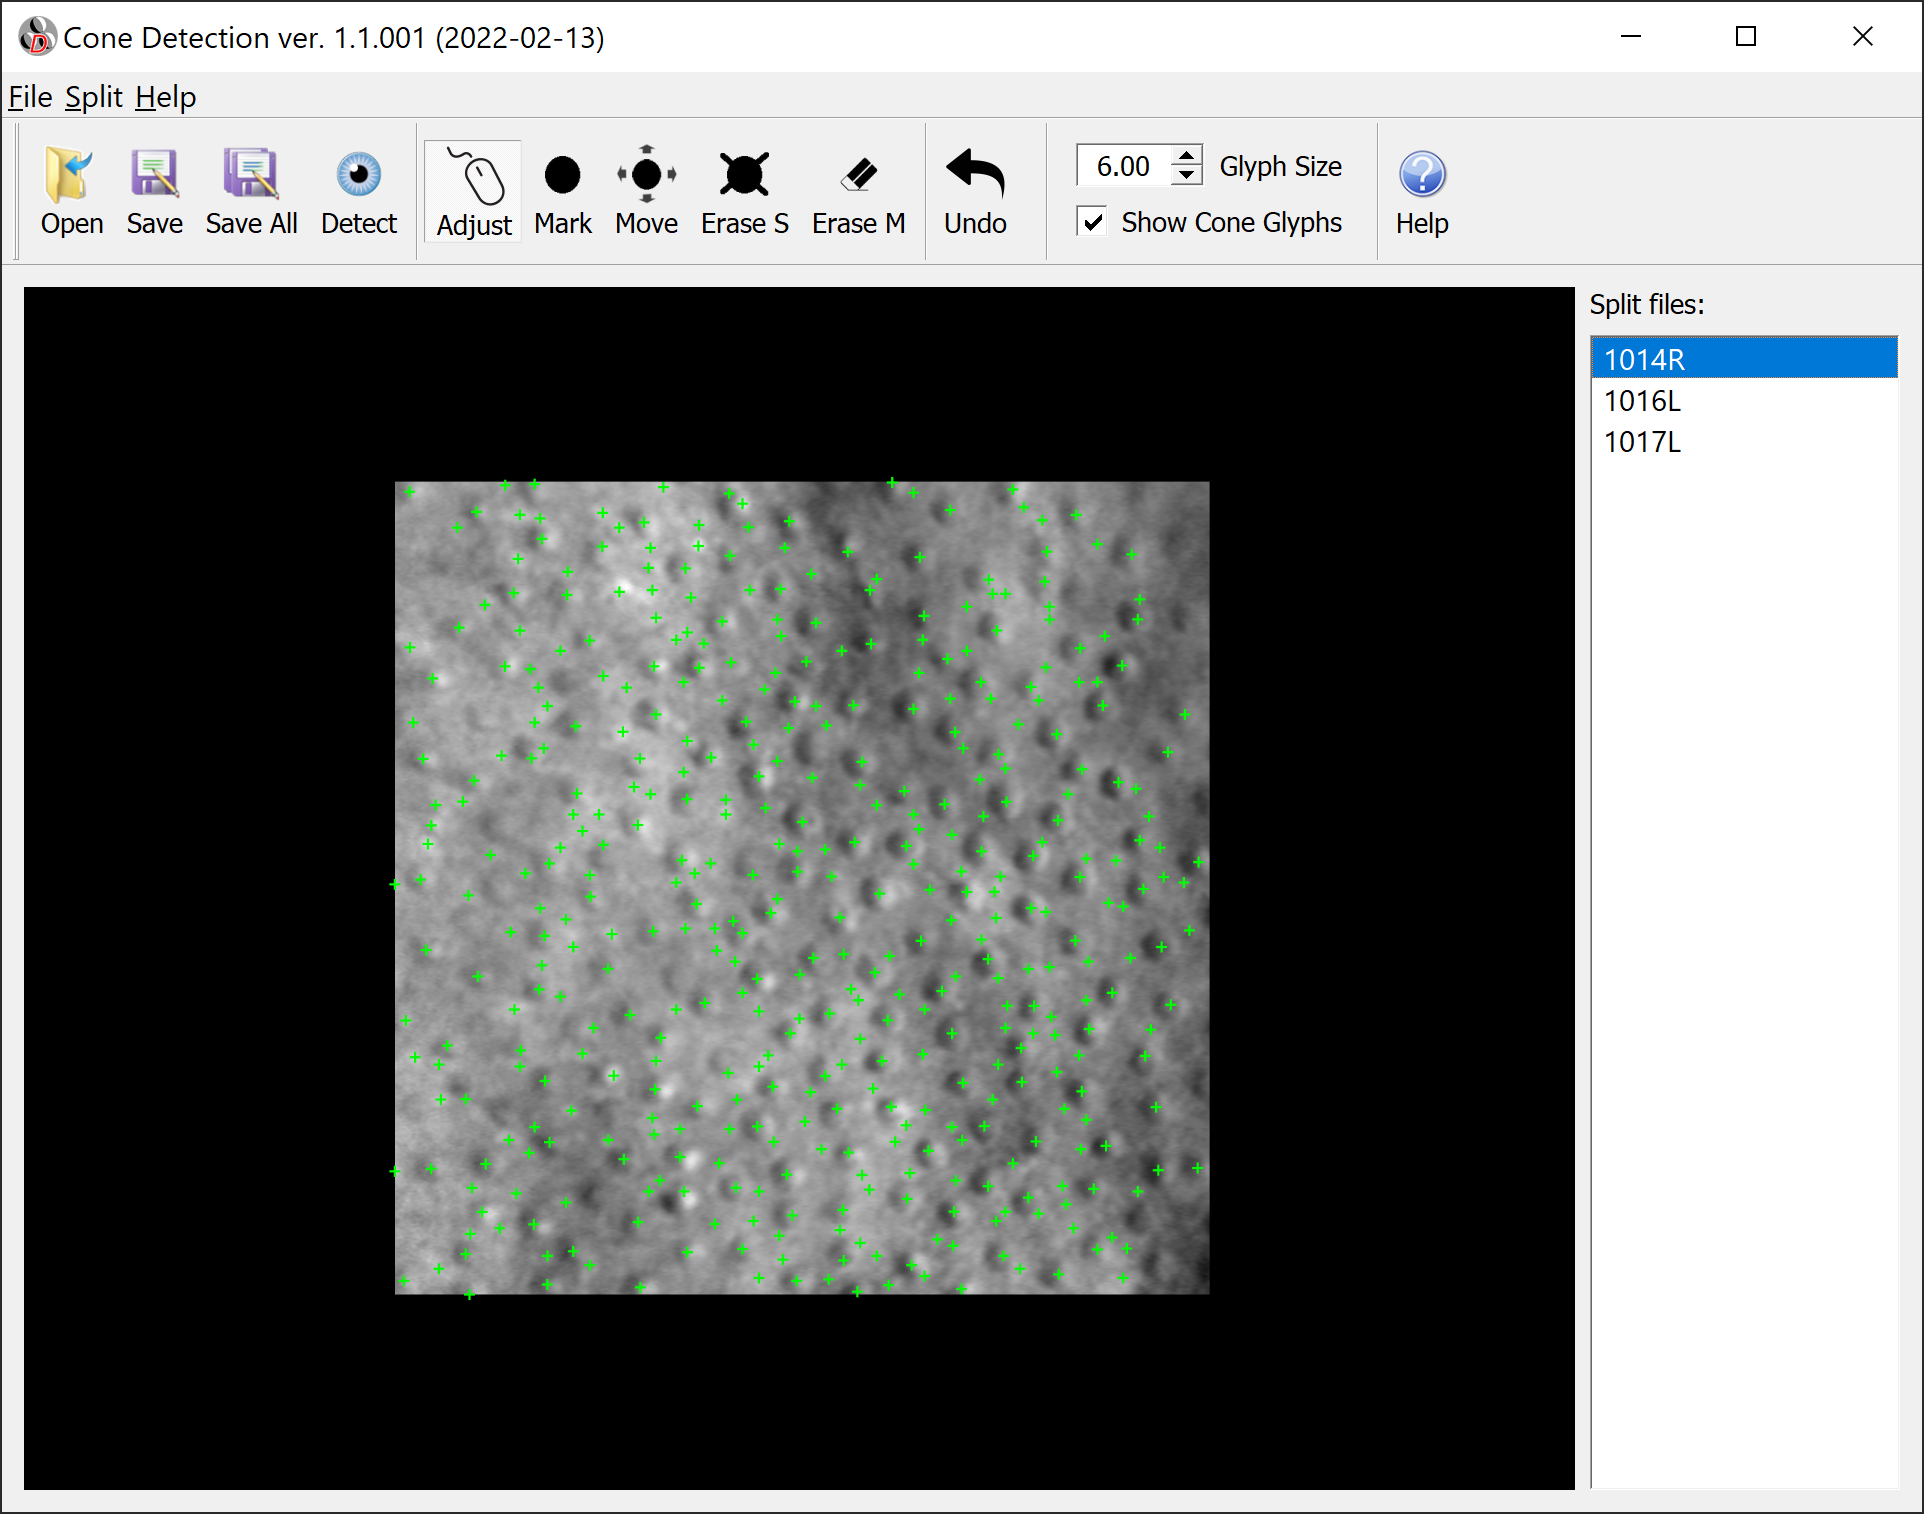 Cone Detection ver. 1.1.001 (2022-02-13)
File Split Help
Open Save Save All Detect Adjust Mark Move Erase S Erase M Undo 6.00 Glyph Size Show Cone Glyphs Help
Split files:
1014R
1016L
1017L